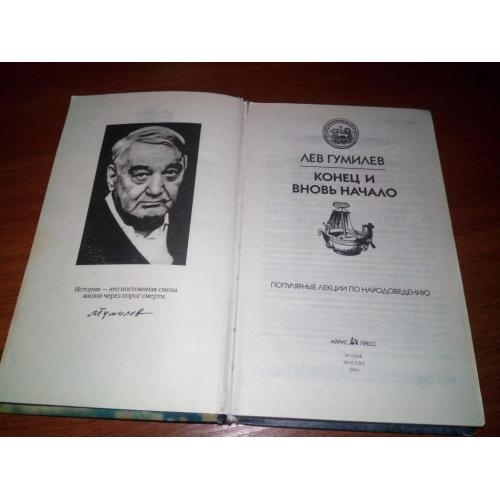 История — это постоянная смена
жизни через порог смерти.
Л Гумилев
ЛЕВ ГУМИЛЕВ
КОНЕЦ И
ВНОВЬ НАЧАЛО
ПОПУЛЯРНЫЕ ЛЕКЦИИ ПО НАРОДОВЕДЕНИЮ
АЙРИС ПРЕСС
РОЛЬФ
МОСКВА